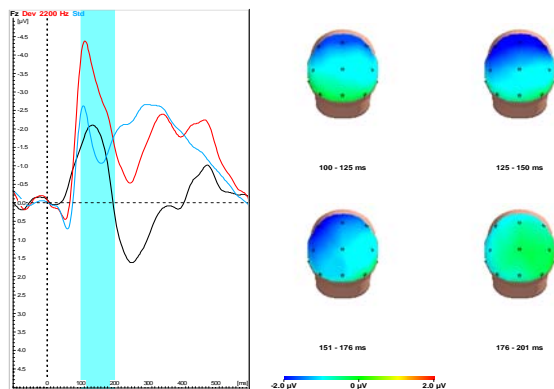 Fz Dev 2200 Hz Std
[µV]
-4.5
-4.0
-3.5
-3.0
-2.5
-2.0
-1.5
-1.0
-0.5
0.0
0.5
1.0
1.5
2.0
2.5
3.0
3.5
4.0
4.5
0 100 200 300 400 500 [ms]
100 - 125 ms
125 - 150 ms
151 - 176 ms
176 - 201 ms
-2.0 µV 0 µV 2.0 µV